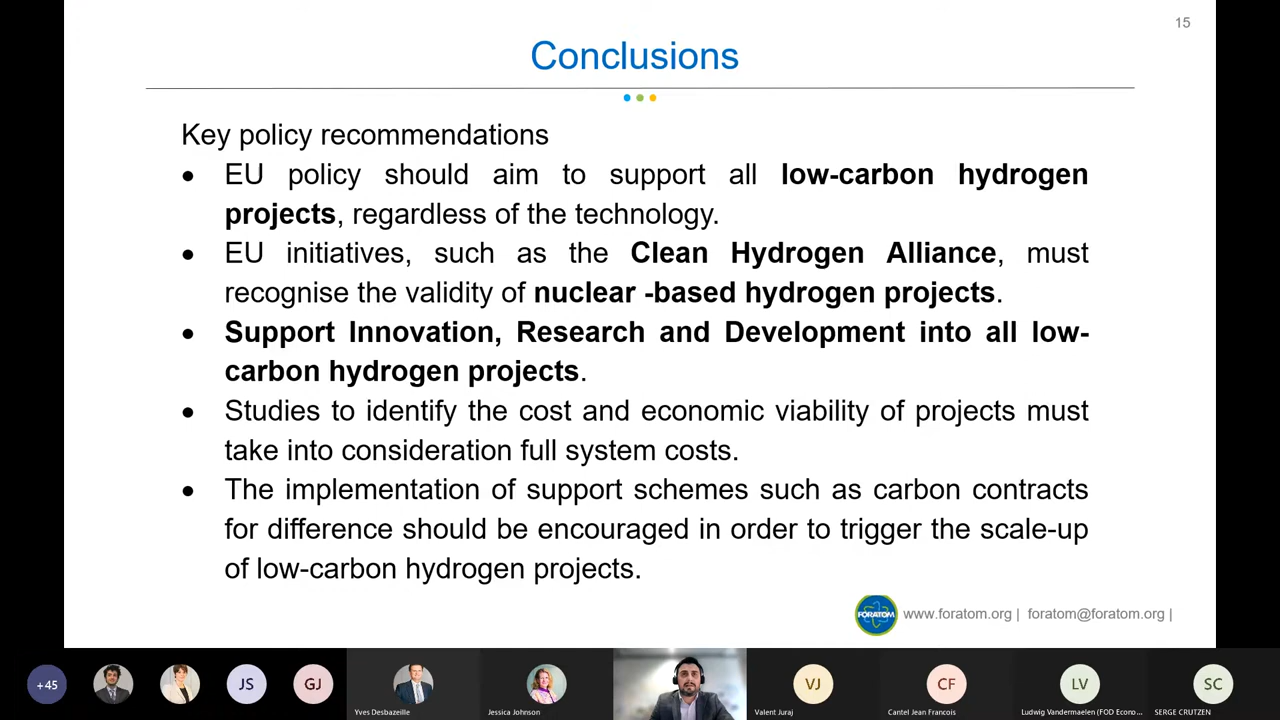 15
Conclusions
Key policy recommendations
• EU policy should aim to support all low-carbon hydrogen
projects, regardless of the technology.
• EU initiatives, such as the Clean Hydrogen Alliance, must
recognise the validity of nuclear -based hydrogen projects.
• Support Innovation, Research and Development into all low-
carbon hydrogen projects.
• Studies to identify the cost and economic viability of projects must
take into consideration full system costs.
• The implementation of support schemes such as carbon contracts
for difference should be encouraged in order to trigger the scale-up
of low-carbon hydrogen projects.
FORATOM www.foratom.org | foratom@foratom.org |
+45 JS GJ VJ CF LV SC
Yves Desbazeille Jessica Johnson Valent Juraj Cantel Jean Francois Ludwig Vandermaelen (FOD Econo... SERGE CRUTZEN